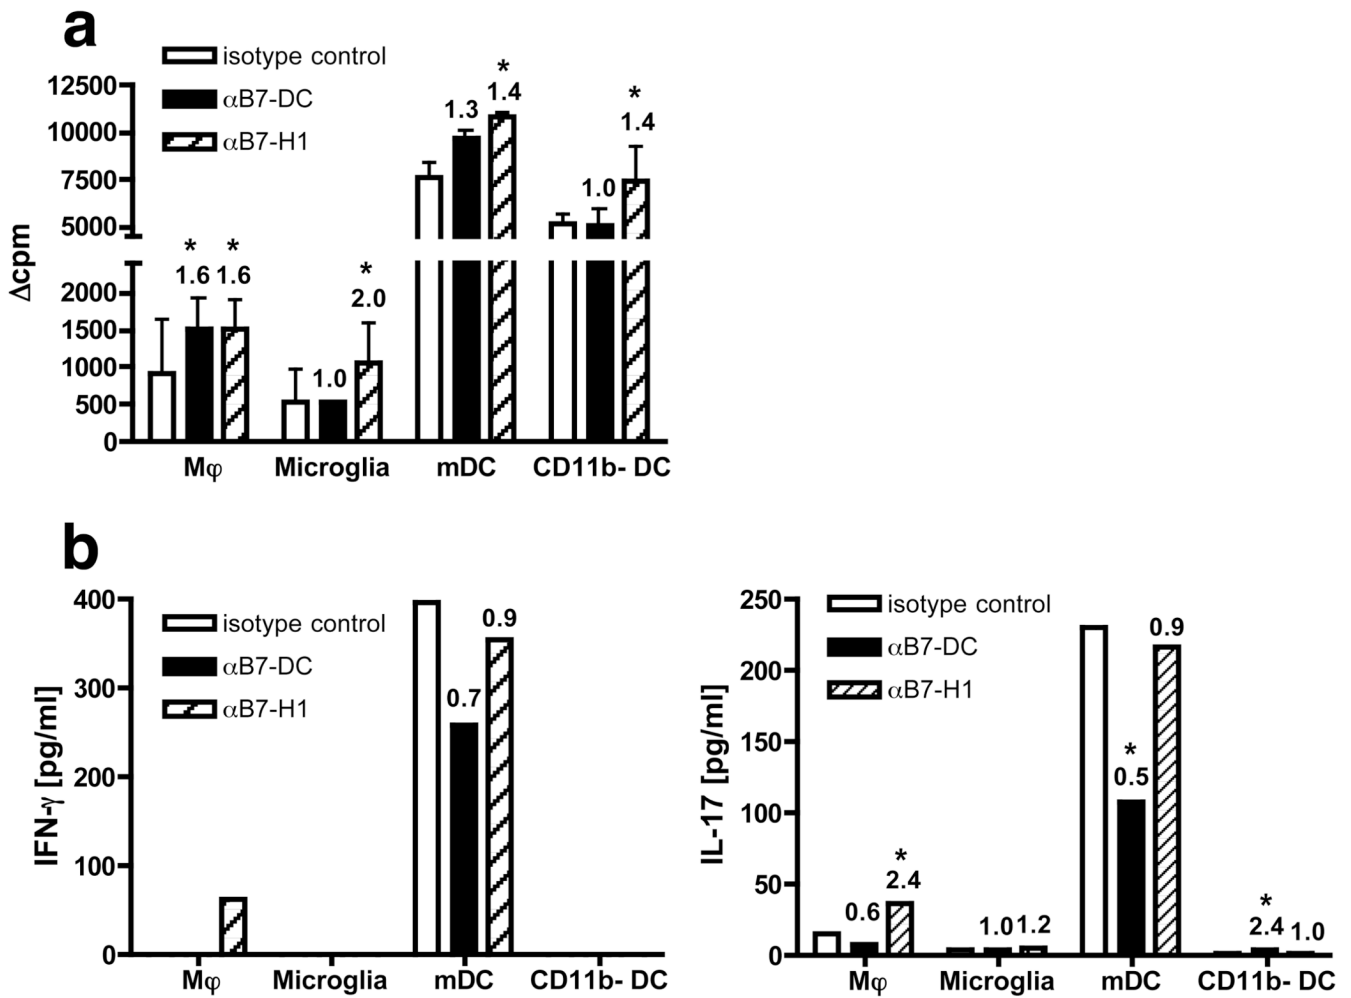 a
isotype control
αB7-DC
αB7-H1
Δcpm
12500
10000
7500
5000
2000
1500
1000
500
0
* * * * *
1.6 1.6 1.0 2.0 1.3 1.4 1.0 1.4
Mφ Microglia mDC CD11b- DC
b
isotype control
αB7-DC
αB7-H1
IFN-γ [pg/ml]
400
300
200
100
0
0.7 0.9
Mφ Microglia mDC CD11b- DC
isotype control
αB7-DC
αB7-H1
IL-17 [pg/ml]
250
200
150
100
50
0
* * *
0.6 2.4 1.0 1.2 0.5 0.9 2.4 1.0
Mφ Microglia mDC CD11b- DC